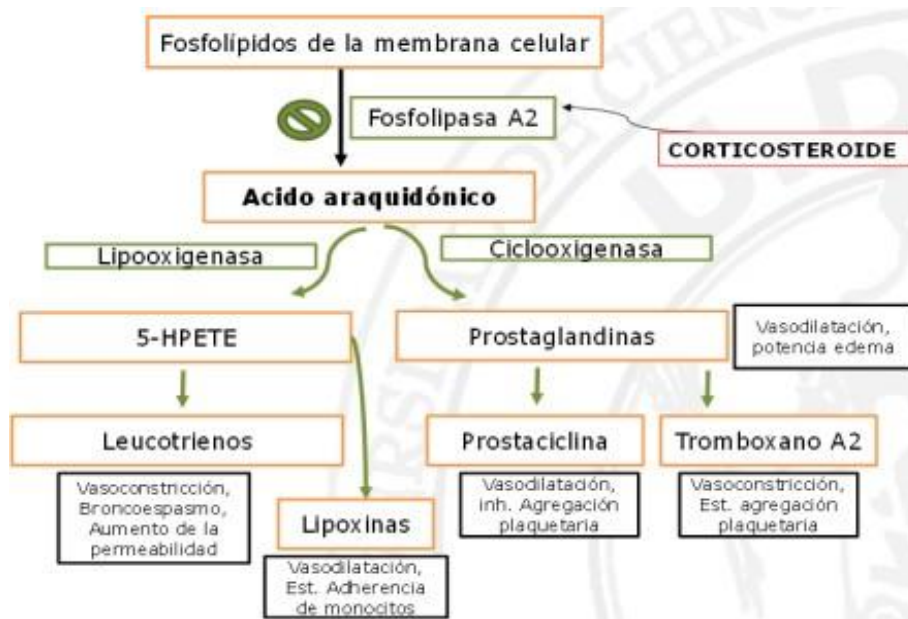 Fosfolípidos de la membrana celular
Fosfolipasa A2
CORTICOSTEROIDE
Acido araquidónico
Lipooxigenasa
Ciclooxigenasa
5-HPETE
Prostaglandinas
Vasodilatación,
potencia edema
Leucotrienos
Prostaciclina
Tromboxano A2
Vasoconstricción,
Broncoespasmo,
Aumento de la
permeabilidad
Vasodilatación,
inh. Agregación
plaquetaria
Vasoconstricción,
Est. agregación
plaquetaria
Lipoxinas
Vasodilatación,
Est. Adherencia
de monocitos